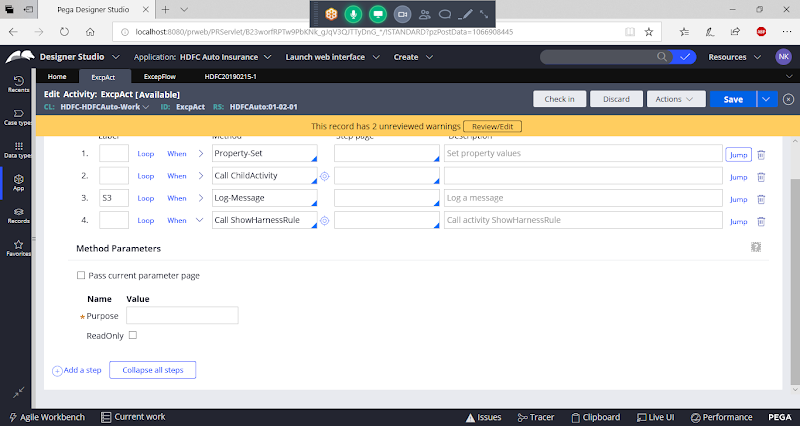 Pega Designer Studio
localhost:8080/prweb/PRServlet/B23worfRPTw9PbKNk_gJqV3QJTTyDnG_*/!STANDARD?pzPostData=1066908445
Designer Studio Application: HDFC Auto Insurance Launch web interface Create Resources NK
Home ExcpAct ExcepFlow HDFC20190215-1
Recents
Edit Activity: ExcpAct [Available]
CL: HDFC-HDFCAuto-Work ID: ExcpAct RS: HDFCAuto:01-02-01
Check in Discard Actions Save
Case types
This record has 2 unreviewed warnings Review/Edit
Label Method Step page Description
Data types
1. Loop When Property-Set Set property values Jump
2. Loop When Call ChildActivity Jump
App
3. S3 Loop When Log-Message Log a message Jump
4. Loop When Call ShowHarnessRule Call activity ShowHarnessRule Jump
Records
Favorites
Method Parameters
Pass current parameter page
Name Value
Purpose
ReadOnly
Add a step Collapse all steps
Agile Workbench Current work Issues Tracer Clipboard Live UI Performance PEGA